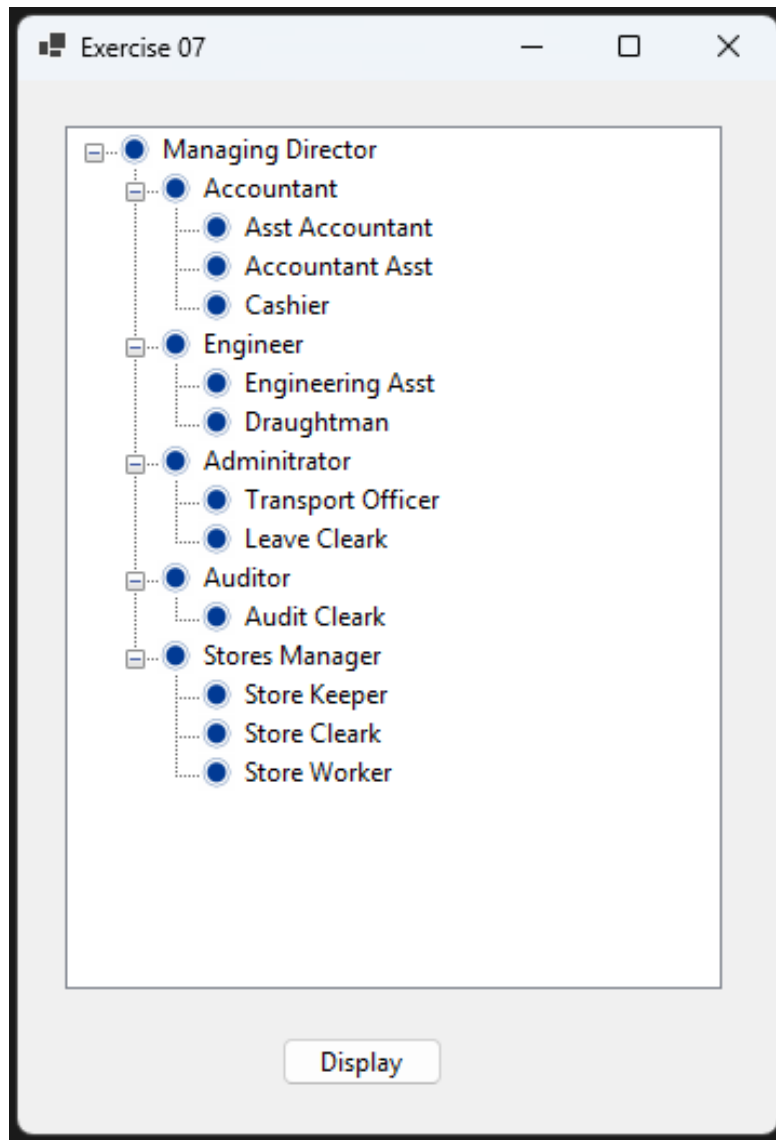 Exercise 07
Managing Director
Accountant
Asst Accountant
Accountant Asst
Cashier
Engineer
Engineering Asst
Draughtman
Adminitrator
Transport Officer
Leave Cleark
Auditor
Audit Cleark
Stores Manager
Store Keeper
Store Cleark
Store Worker
Display